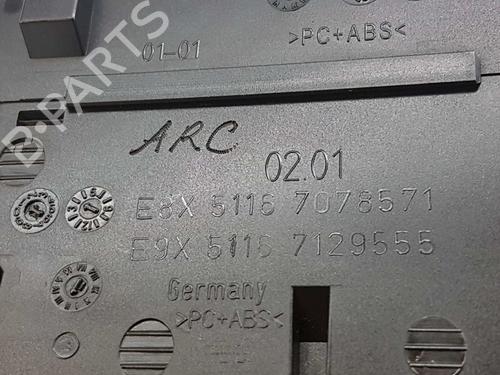 >PC+ABS<
01-01
ARC
02.01
E8X 5116 7078571
E9X 5116 7129555
Germany
>PC+ABS<
B-PARTS